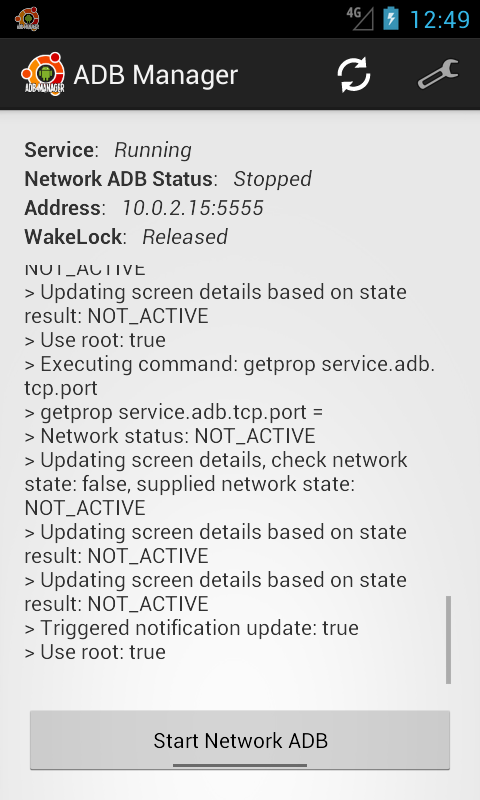 4G 12:49
ADB MANAGER ADB Manager
Service: Running
Network ADB Status: Stopped
Address: 10.0.2.15:5555
WakeLock: Released
NOT_ACTIVE
> Updating screen details based on state
result: NOT_ACTIVE
> Use root: true
> Executing command: getprop service.adb.
tcp.port
> getprop service.adb.tcp.port =
> Network status: NOT_ACTIVE
> Updating screen details, check network
state: false, supplied network state:
NOT_ACTIVE
> Updating screen details based on state
result: NOT_ACTIVE
> Updating screen details based on state
result: NOT_ACTIVE
> Triggered notification update: true
> Use root: true
Start Network ADB